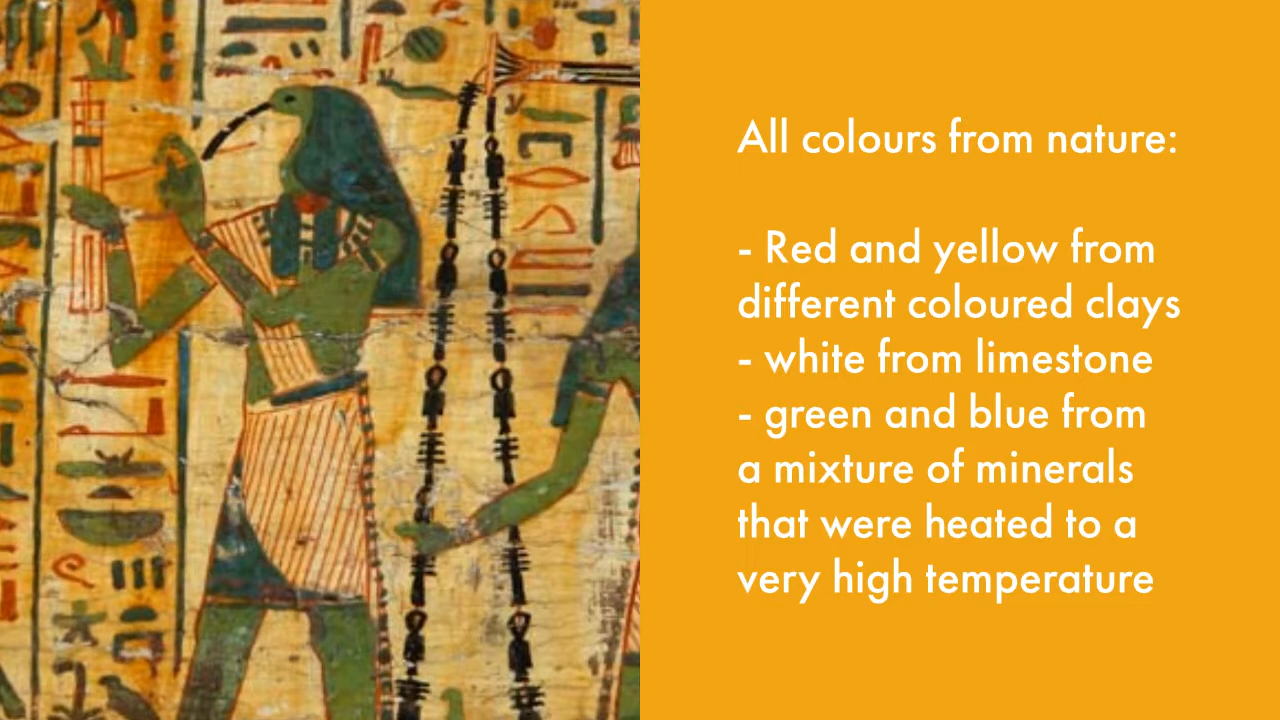 All colours from nature:
- Red and yellow from
different coloured clays
- white from limestone
- green and blue from
a mixture of minerals
that were heated to a
very high temperature